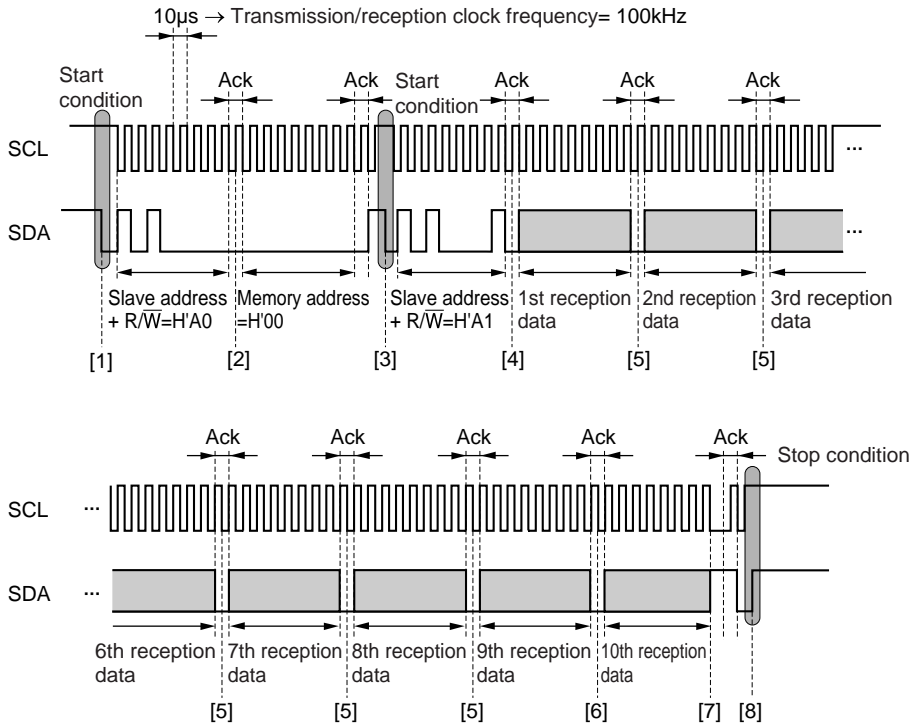 10µs → Transmission/reception clock frequency= 100kHz
Start condition
Ack
Ack
Start condition
Ack
Ack
Ack
SCL
...
SDA
...
Slave address + R/W̅=H'A0
Memory address =H'00
Slave address + R/W̅=H'A1
1st reception data
2nd reception data
3rd reception data
[1]
[2]
[3]
[4]
[5]
[5]
Ack
Ack
Ack
Ack
Ack
Stop condition
SCL
...
SDA
...
6th reception data
7th reception data
8th reception data
9th reception data
10th reception data
[5]
[5]
[5]
[6]
[7]
[8]